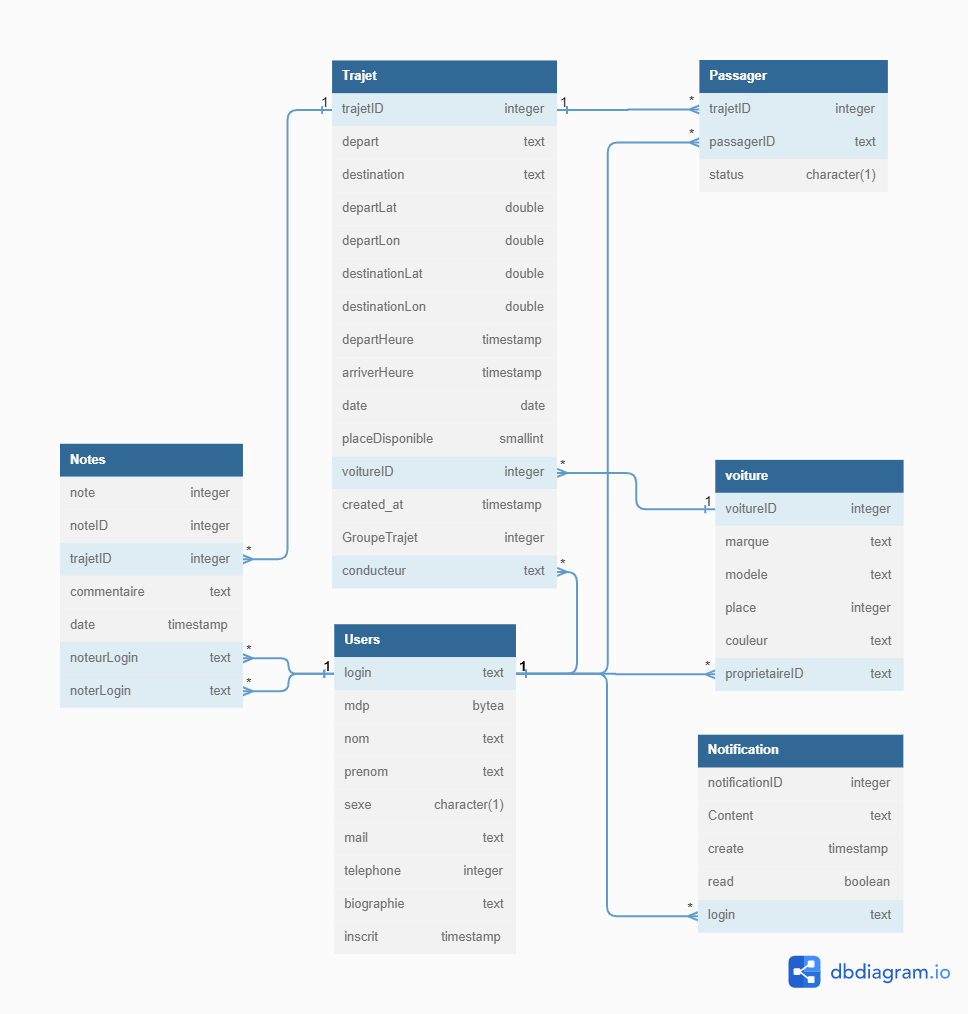 Trajet
1 trajetID integer 1
depart text
destination text
departLat double
departLon double
destinationLat double
destinationLon double
departHeure timestamp
arriverHeure timestamp
date date
placeDisponible smallint
voitureID integer *
created_at timestamp
GroupeTrajet integer
conducteur text *
Passager
* trajetID integer
* passagerID text
status character(1)
Notes
note integer
noteID integer
trajetID integer *
commentaire text
date timestamp
noteurLogin text *
noterLogin text *
Users
1 login text 1
mdp bytea
nom text
prenom text
sexe character(1)
mail text
telephone integer
biographie text
inscrit timestamp
voiture
1 voitureID integer
marque text
modele text
place integer
couleur text
* proprietaireID text
Notification
notificationID integer
Content text
create timestamp
read boolean
* login text
dbdiagram.io